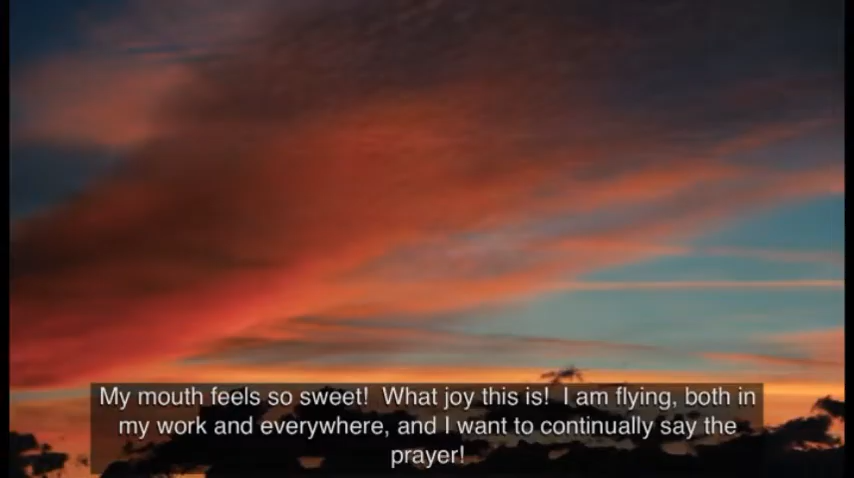 My mouth feels so sweet!  What joy this is!  I am flying, both in
my work and everywhere, and I want to continually say the
prayer!